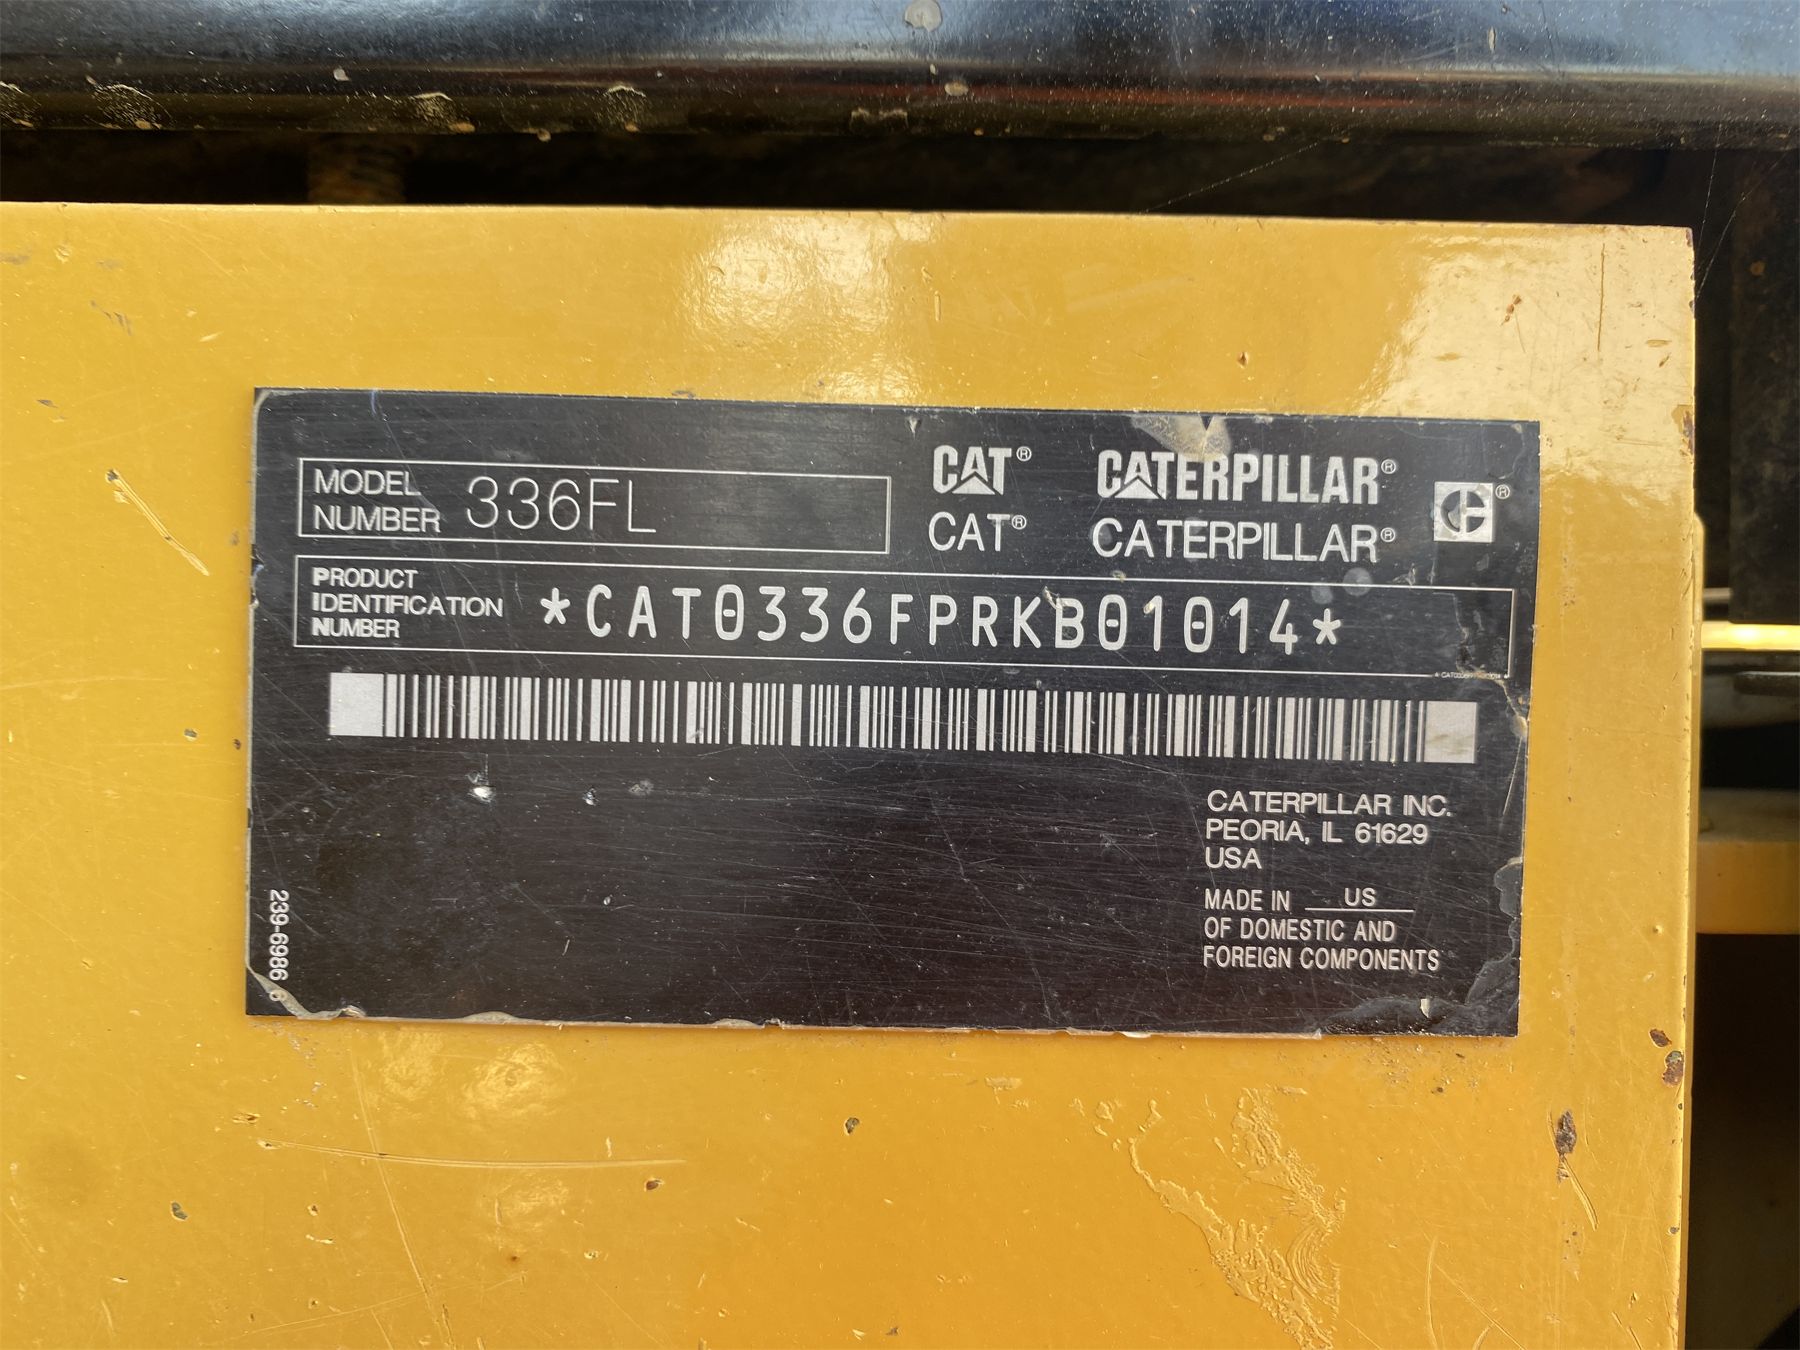 MODEL
NUMBER 336FL
CAT® CATERPILLAR®
CAT® CATERPILLAR®
PRODUCT
IDENTIFICATION
NUMBER
*CAT0336FPRKB01014*
CATERPILLAR INC.
PEORIA, IL 61629
USA
MADE IN US
OF DOMESTIC AND
FOREIGN COMPONENTS
239-6986 6